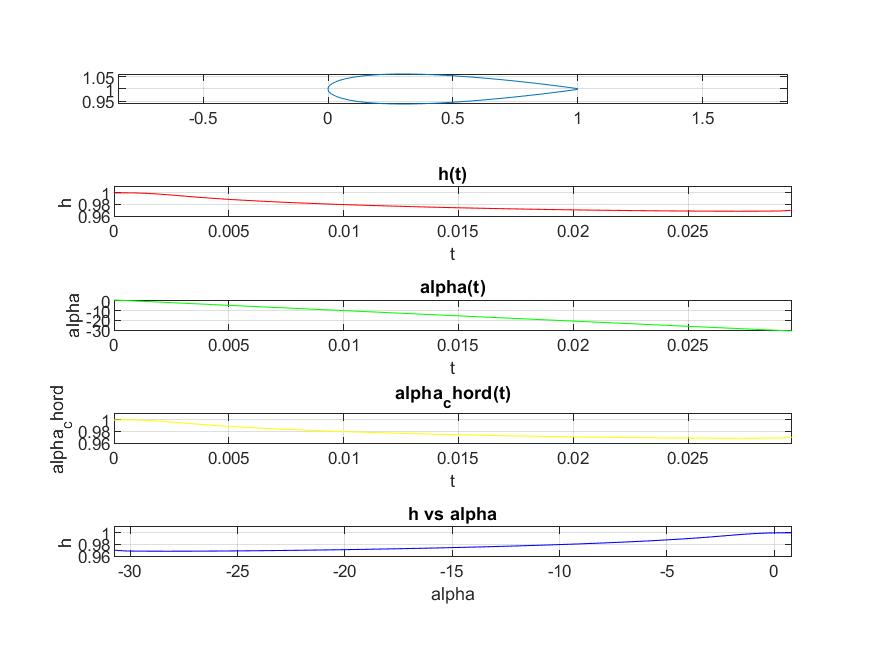 1.05
1
0.95
-0.5 0 0.5 1 1.5
h(t)
h
1
0.98
0.96
0 0.005 0.01 0.015 0.02 0.025
t
alpha(t)
alpha
0
-10
-20
-30
0 0.005 0.01 0.015 0.02 0.025
t
alpha_chord(t)
alpha_chord
1
0.98
0.96
0 0.005 0.01 0.015 0.02 0.025
t
h vs alpha
h
1
0.98
0.96
-30 -25 -20 -15 -10 -5 0
alpha